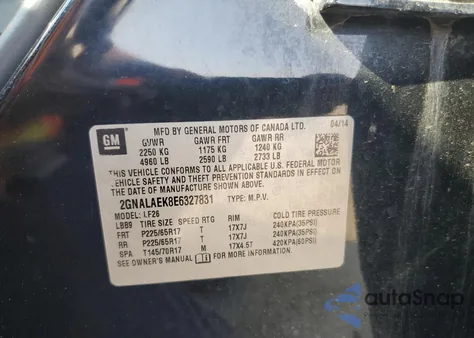 GM
MFD BY GENERAL MOTORS OF CANADA LTD. 04/14
GVWR GAWR FRT GAWR RR
2250 KG 1175 KG 1240 KG
4960 LB 2590 LB 2733 LB
THIS VEHICLE CONFORMS TO ALL APPLICABLE U.S. FEDERAL MOTOR
VEHICLE SAFETY AND THEFT PREVENTION STANDARDS IN EFFECT ON
THE DATE OF MANUFACTURE SHOWN ABOVE.
2GNALAEK8E6327831 TYPE: M.P.V.
MODEL: LF26
LBB9 TIRE SIZE SPEED RTG RIM COLD TIRE PRESSURE
FRT P225/65R17 T 17X7J 240KPA(35PSI)
RR P225/65R17 T 17X7J 240KPA(35PSI)
SPA T145/70R17 M 17X4.5T 420KPA(60PSI)
SEE OWNER'S MANUAL FOR MORE INFORMATION.
autoSnap